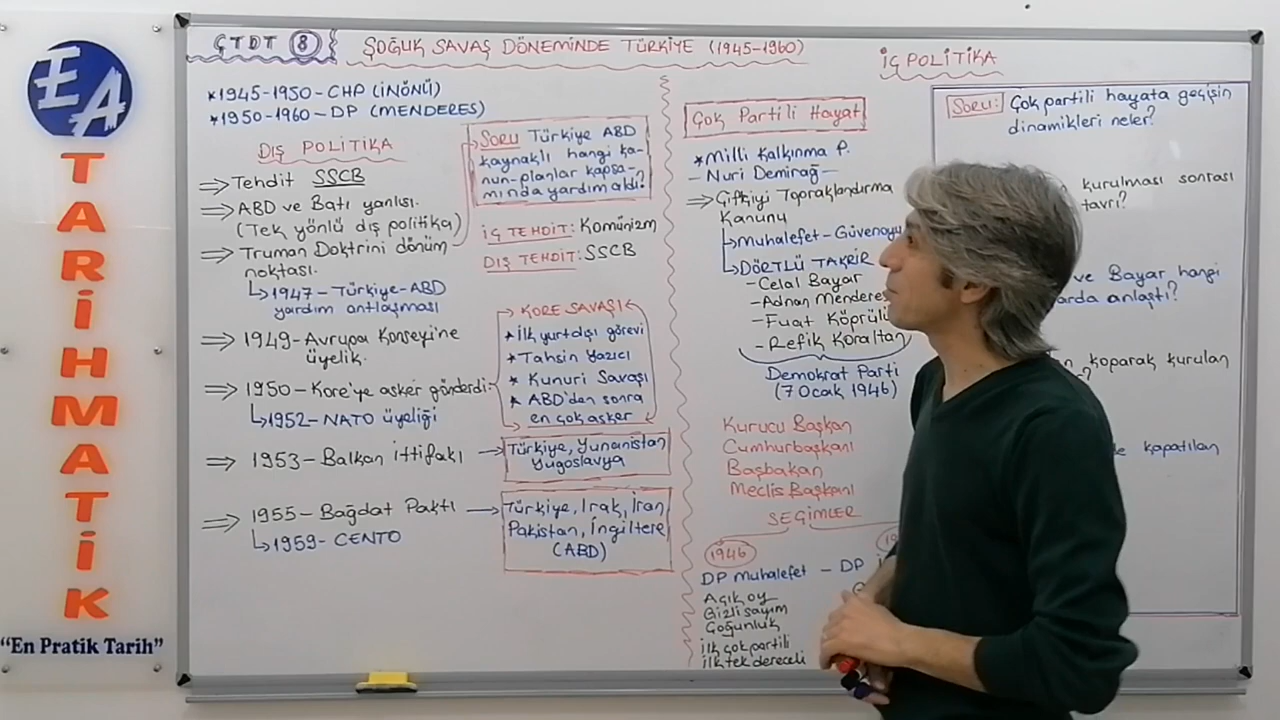 EA
TARİHMATİK
"En Pratik Tarih"
ÇTDT 8
SOĞUK SAVAŞ DÖNEMİNDE TÜRKİYE (1945-1960)
*1945-1950-CHP (İNÖNÜ)
*1950-1960-DP (MENDERES)
DIŞ POLİTİKA
⇒ Tehdit SSCB
⇒ ABD ve Batı yanlısı.
(Tek yönlü dış politika)
⇒ Truman Doktrini dönüm
noktası.
↳1947-Türkiye-ABD
yardım antlaşması
⇒ 1949-Avrupa Konseyi'ne
üyelik.
⇒ 1950-Kore'ye asker gönderdi.
↳1952-NATO üyeliği
⇒ 1953-Balkan İttifakı →
⇒ 1955-Bağdat Paktı →
↳1959-CENTO
Soru Türkiye ABD
kaynaklı hangi ka-
nun-planlar kapsa-
mında yardım aldı?
İÇ TEHDİT: Komünizm
DIŞ TEHDİT: SSCB
KORE SAVAŞI
*İlk yurtdışı görevi
*Tahsin Yazıcı
* Kunuri Savaşı
* ABD'den sonra
en çok asker
Türkiye, Yunanistan
Yugoslavya
Türkiye, Irak, İran
Pakistan, İngiltere
(ABD)
İÇ POLİTİKA
Çok Partili Hayat
*Milli Kalkınma P.
-Nuri Demirağ-
⇒ Çiftçiyi Topraklandırma
Kanunu
↳Muhalefet-Güvenoyu
↳DÖRTLÜ TAKRİR
-Celal Bayar
-Adnan Menderes
-Fuat Köprülü
-Refik Koraltan
Demokrat Parti
(7 Ocak 1946)
Kurucu Başkan
Cumhurbaşkanı
Başbakan
Meclis Başkanı
SEÇİMLER
1946
DP Muhalefet - DP
Açık oy
Gizli sayım
Çoğunluk
İlk çok partili
İlk tek dereceli
Soru: Çok partili hayata geçişin
dinamikleri neler?
kurulması sonrası
tavrı?
ve Bayar hangi
anlaştı?
koparak kurulan
kapatılan